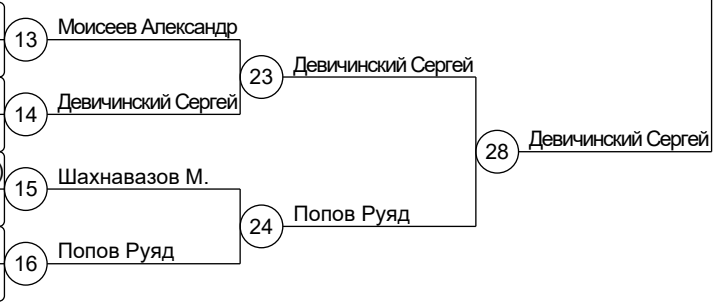 13 Моисеев Александр
23 Девичинский Сергей
14 Девичинский Сергей
28 Девичинский Сергей
15 Шахнавазов М.
24 Попов Руяд
16 Попов Руяд